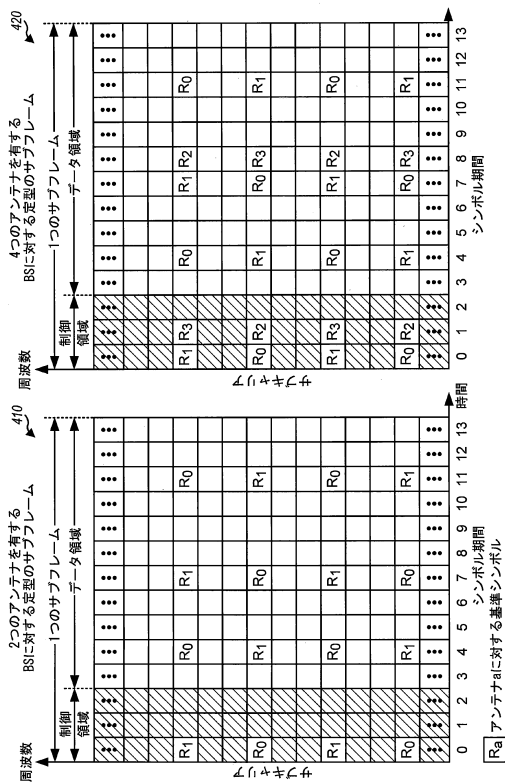 2つのアンテナを有する
BSに対する定型のサブフレーム
410
周波数
1つのサブフレーム
制御
領域
データ領域
サブキャリア
... ... ... ... ... ... ... ... ... ... ... ... ... ...
R1 R0 R1 R0
R0 R1 R0 R1
R1 R0 R1 R0
R0 R1 R0 R1
... ... ... ... ... ... ... ... ... ... ... ... ... ...
0 1 2 3 4 5 6 7 8 9 10 11 12 13
シンボル期間
時間
4つのアンテナを有する
BSに対する定型のサブフレーム
420
周波数
1つのサブフレーム
制御
領域
データ領域
サブキャリア
... ... ... ... ... ... ... ... ... ... ... ... ... ...
R1 R3 R0 R1 R2 R0
R0 R2 R1 R0 R3 R1
R1 R3 R0 R1 R2 R0
R0 R2 R1 R0 R3 R1
... ... ... ... ... ... ... ... ... ... ... ... ... ...
0 1 2 3 4 5 6 7 8 9 10 11 12 13
シンボル期間
Ra アンテナaに対する基準シンボル